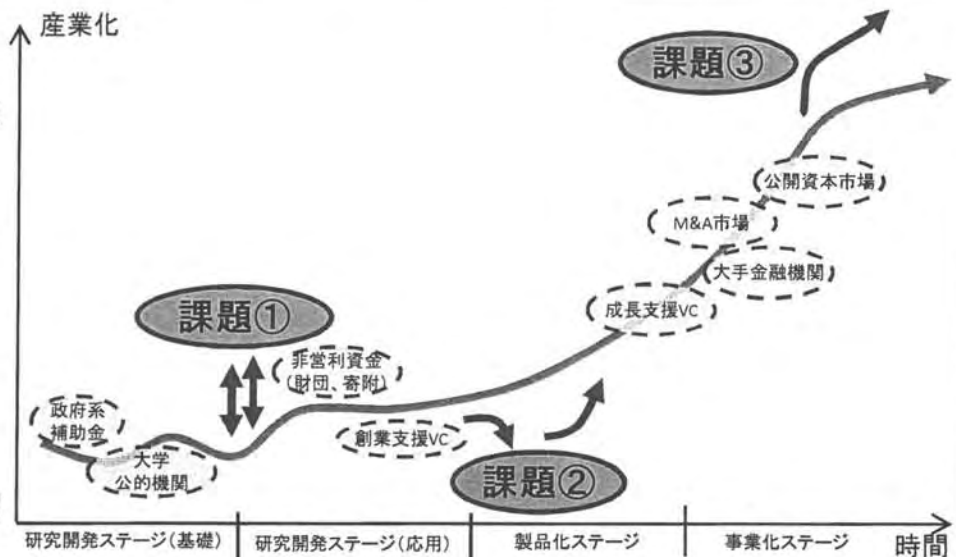 産業化
課題③
公開資本市場
M&A市場
大手金融機関
課題①
成長支援VC
非営利資金
(財団、寄附)
政府系
補助金
創業支援VC
大学
公的機関
課題②
研究開発ステージ(基礎)
研究開発ステージ(応用)
製品化ステージ
事業化ステージ
時間